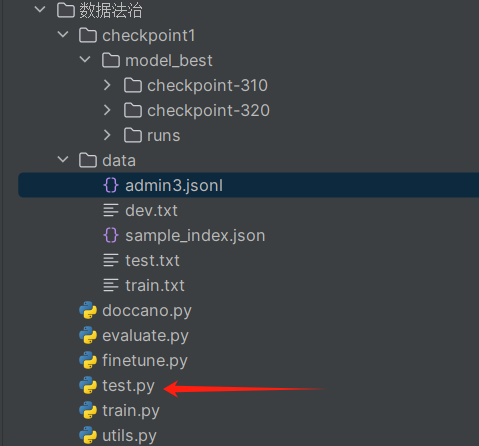 数据法治
checkpoint1
model_best
checkpoint-310
checkpoint-320
runs
data
admin3.jsonl
dev.txt
sample_index.json
test.txt
train.txt
doccano.py
evaluate.py
finetune.py
test.py
train.py
utils.py